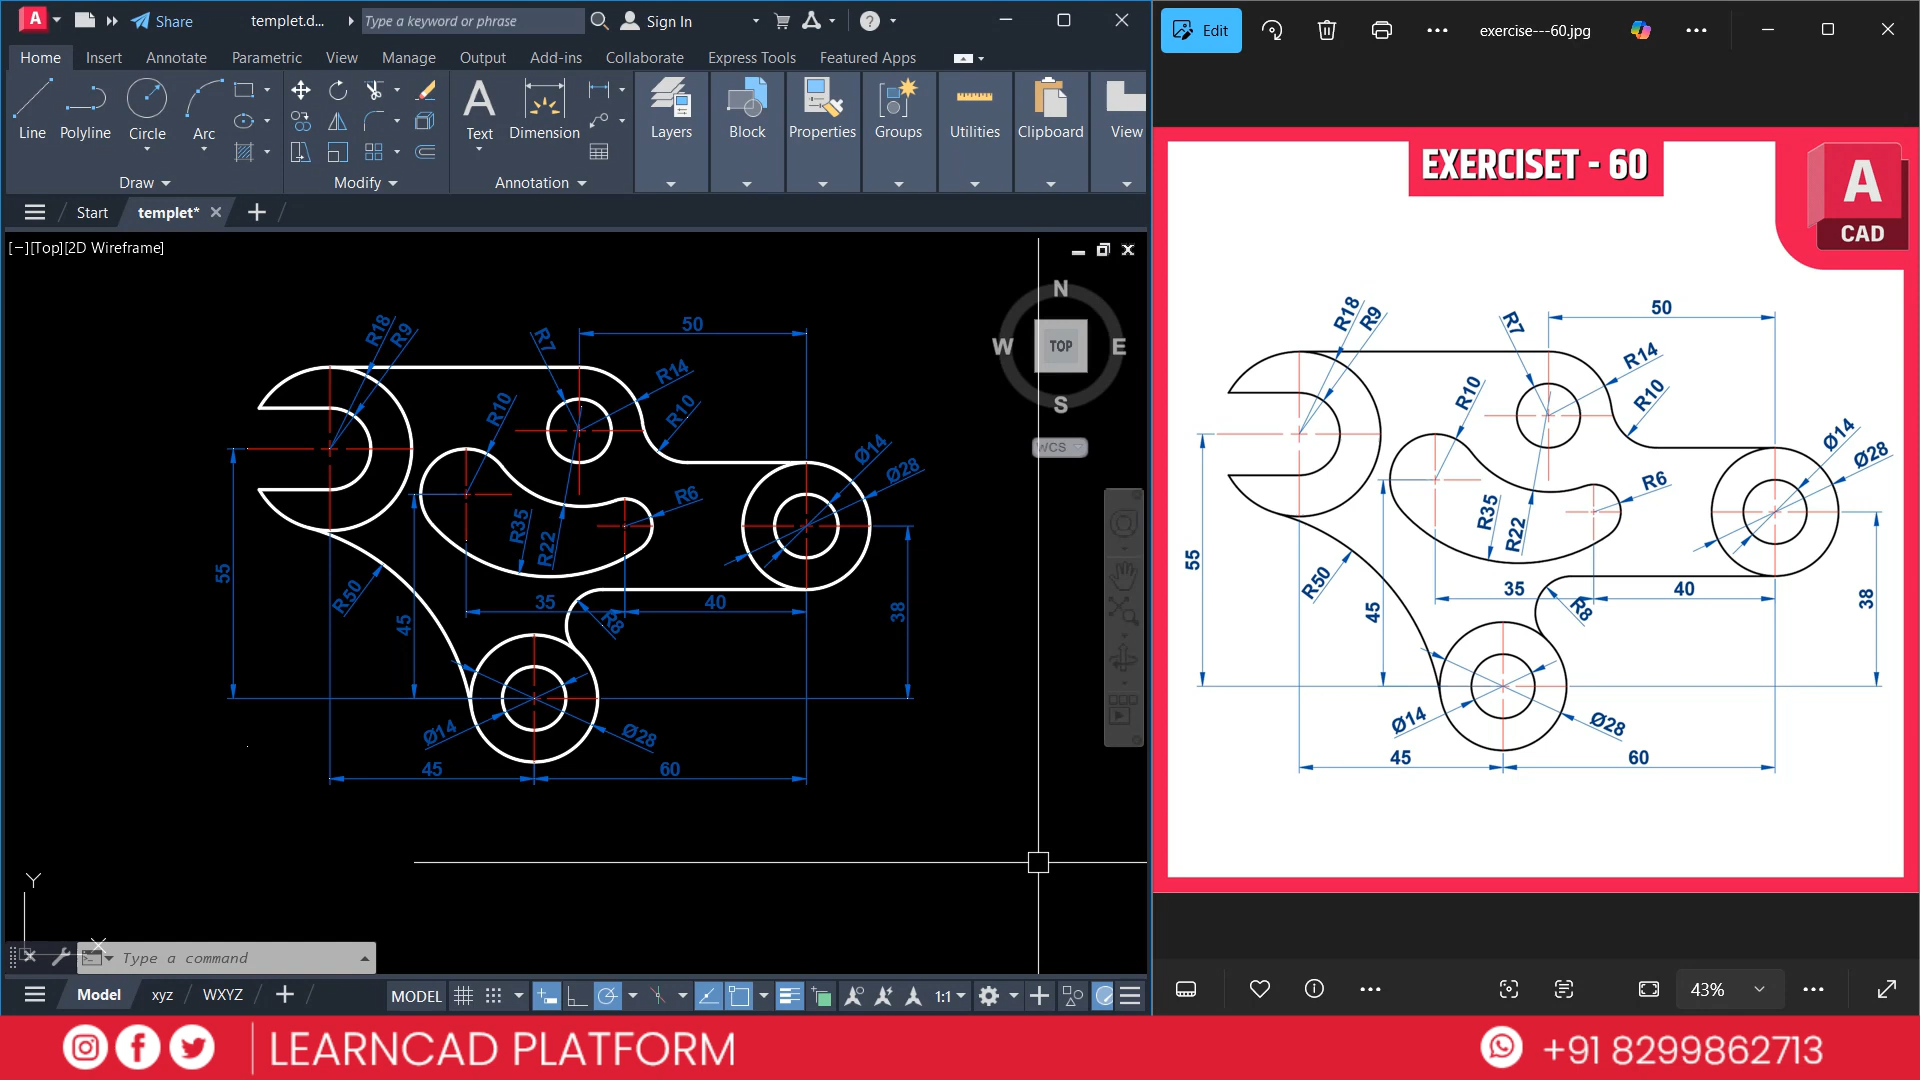 A Share templet.d... Type a keyword or phrase Sign In
Home Insert Annotate Parametric View Manage Output Add-ins Collaborate Express Tools Featured Apps
Line Polyline Circle Arc Text Dimension Layers Block Properties Groups Utilities Clipboard View
Draw Modify Annotation
Start templet*
[−][Top][2D Wireframe]
N
W TOP E
S
WCS
R18
R9
R7
50
R14
R10
R10
Ø14
Ø28
R6
R35
R22
55
R50
45
35
40
R8
38
Ø14
Ø28
45
60
Y
X
Type a command
Model xyz WXYZ
MODEL 1:1
Edit exercise---60.jpg
EXERCISET - 60
A
CAD
R18
R9
R7
50
R14
R10
R10
Ø14
Ø28
R6
R35
R22
55
R50
45
35
40
R8
38
Ø14
Ø28
45
60
43%
LEARNCAD PLATFORM
+91 8299862713